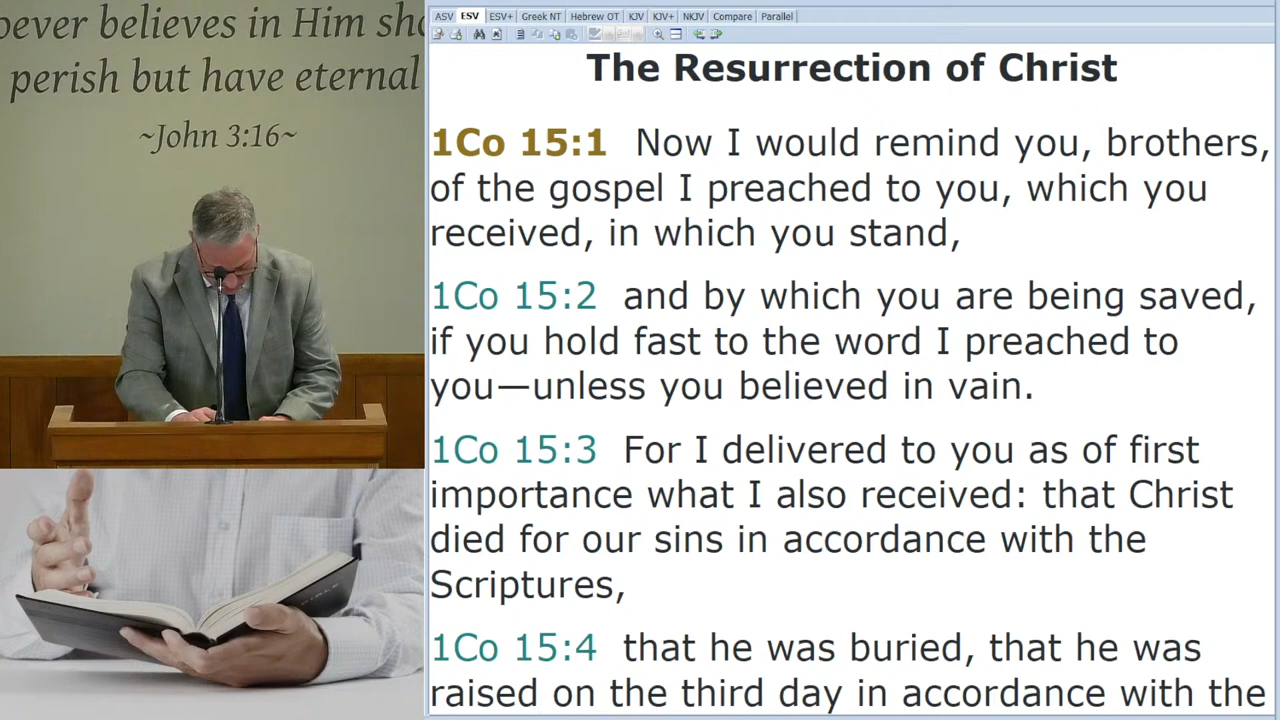 oever believes in Him sh
perish but have eternal
~John 3:16~
ASV ESV ESV+ Greek NT Hebrew OT KJV KJV+ NKJV Compare Parallel
The Resurrection of Christ
1Co 15:1 Now I would remind you, brothers,
of the gospel I preached to you, which you
received, in which you stand,
1Co 15:2 and by which you are being saved,
if you hold fast to the word I preached to
you—unless you believed in vain.
1Co 15:3 For I delivered to you as of first
importance what I also received: that Christ
died for our sins in accordance with the
Scriptures,
1Co 15:4 that he was buried, that he was
raised on the third day in accordance with the
BIBLE